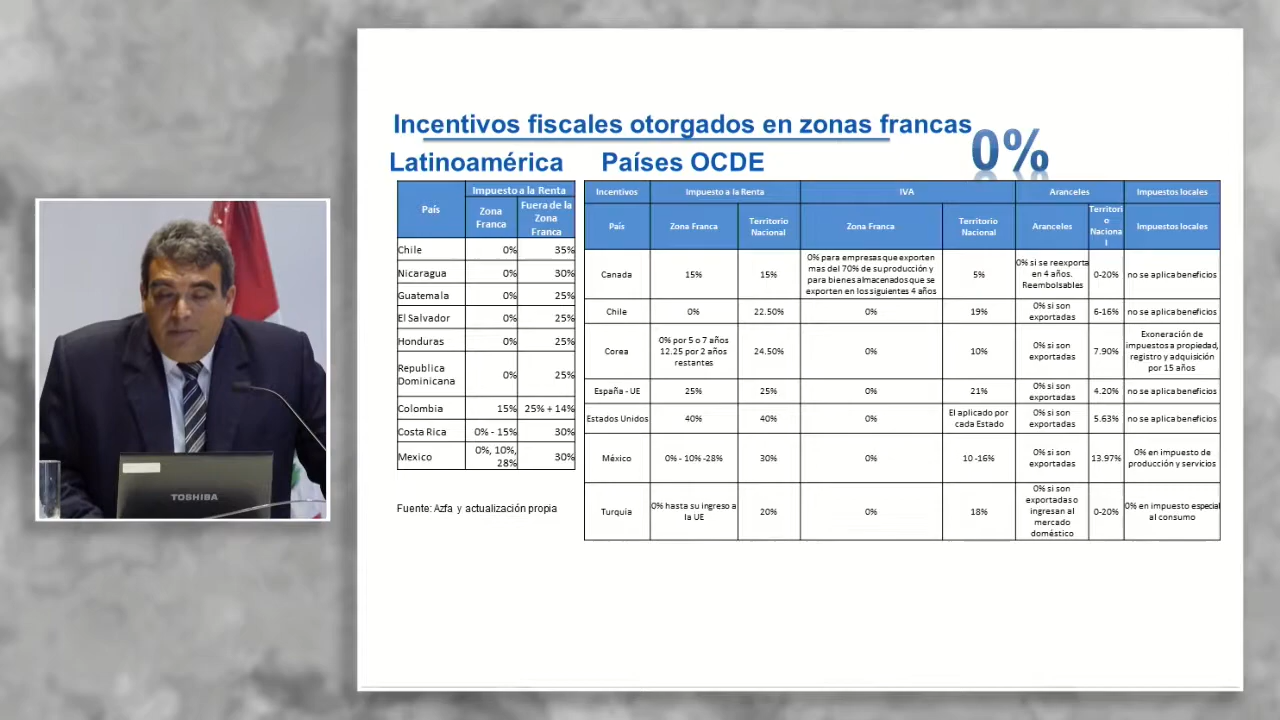 Incentivos fiscales otorgados en zonas francas
0%
Latinoamérica
Países OCDE
País
Impuesto a la Renta
Zona
Franca
Fuera de la
Zona
Franca
Chile 0% 35%
Nicaragua 0% 30%
Guatemala 0% 25%
El Salvador 0% 25%
Honduras 0% 25%
Republica
Dominicana 0% 25%
Colombia 15% 25% + 14%
Costa Rica 0% - 15% 30%
Mexico 0%, 10%,
28% 30%
Fuente: Azfa y actualización propia
Incentivos Impuesto a la Renta IVA Aranceles Impuestos locales
País
Zona Franca
Territorio
Nacional
Zona Franca
Territorio
Nacional
Aranceles
Territori
o
Naciona
l
Impuestos locales
Canada
15%
15%
0% para empresas que exporten
mas del 70% de su producción y
para bienes almacenados que se
exporten en los siguientes 4 años
5%
0% si se reexporta
en 4 años.
Reembolsables
0-20%
no se aplica beneficios
Chile
0%
22.50%
0%
19%
0% si son
exportadas
6-16%
no se aplica beneficios
Corea
0% por 5 o 7 años
12.25 por 2 años
restantes
24.50%
0%
10%
0% si son
exportadas
7.90%
Exoneración de
impuestos a propiedad,
registro y adquisición
por 15 años
España - UE
25%
25%
0%
21%
0% si son
exportadas
4.20%
no se aplica beneficios
Estados Unidos
40%
40%
0%
El aplicado por
cada Estado
0% si son
exportadas
5.63%
no se aplica beneficios
México
0% - 10% -28%
30%
0%
10 -16%
0% si son
exportadas
13.97%
0% en impuesto de
producción y servicios
Turquia
0% hasta su ingreso a
la UE
20%
0%
18%
0% si son
exportadas o
ingresan al
mercado
doméstico
0-20%
0% en impuesto especial
al consumo
TOSHIBA